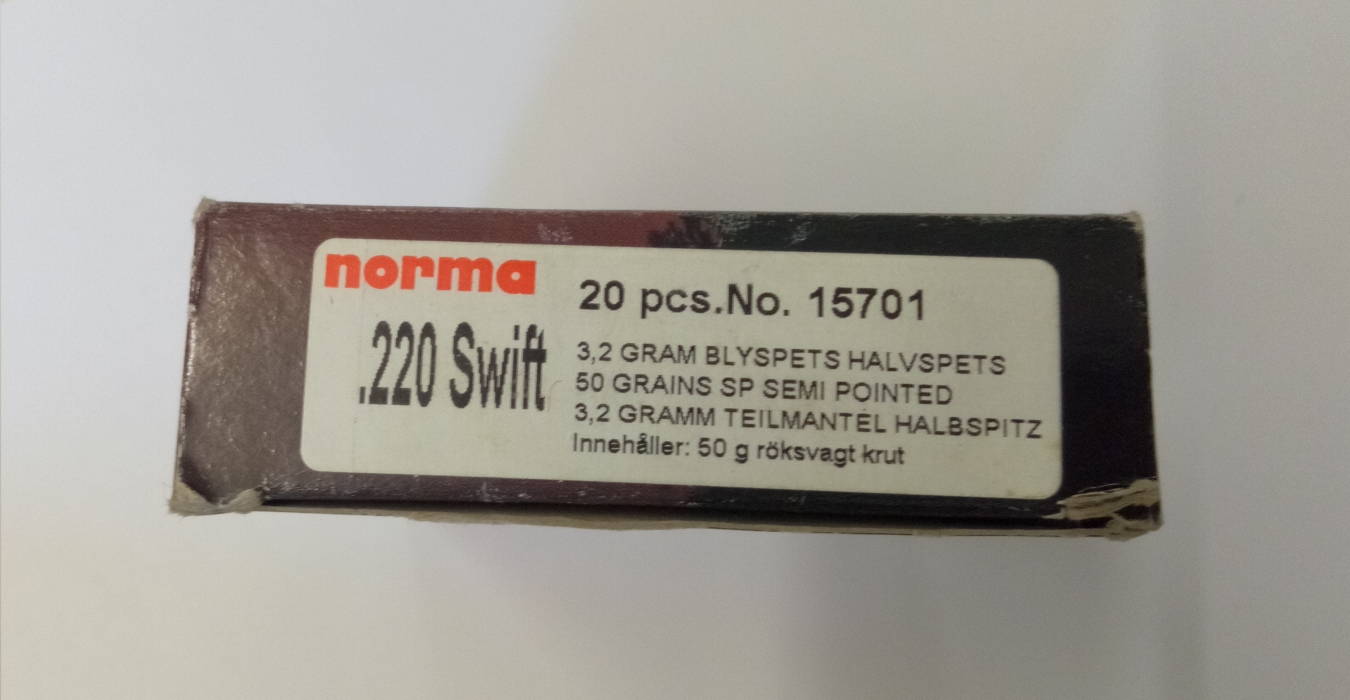 norma
.220 Swift
20 pcs.No. 15701
3,2 GRAM BLYSPETS HALVSPETS
50 GRAINS SP SEMI POINTED
3,2 GRAMM TEILMANTEL HALBSPITZ
Innehåller: 50 g röksvagt krut